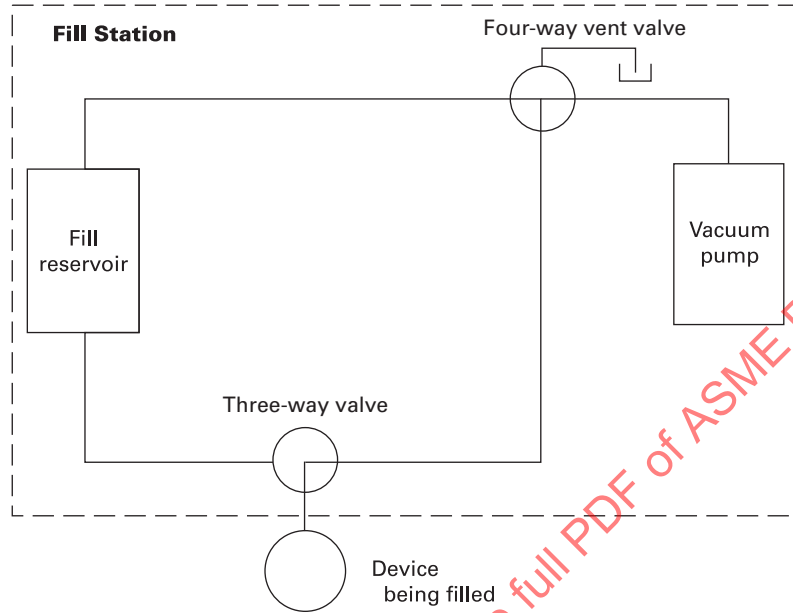 Fill Station
Four-way vent valve
Fill
reservoir
Vacuum
pump
Three-way valve
Device
being filled
full PDF of ASME